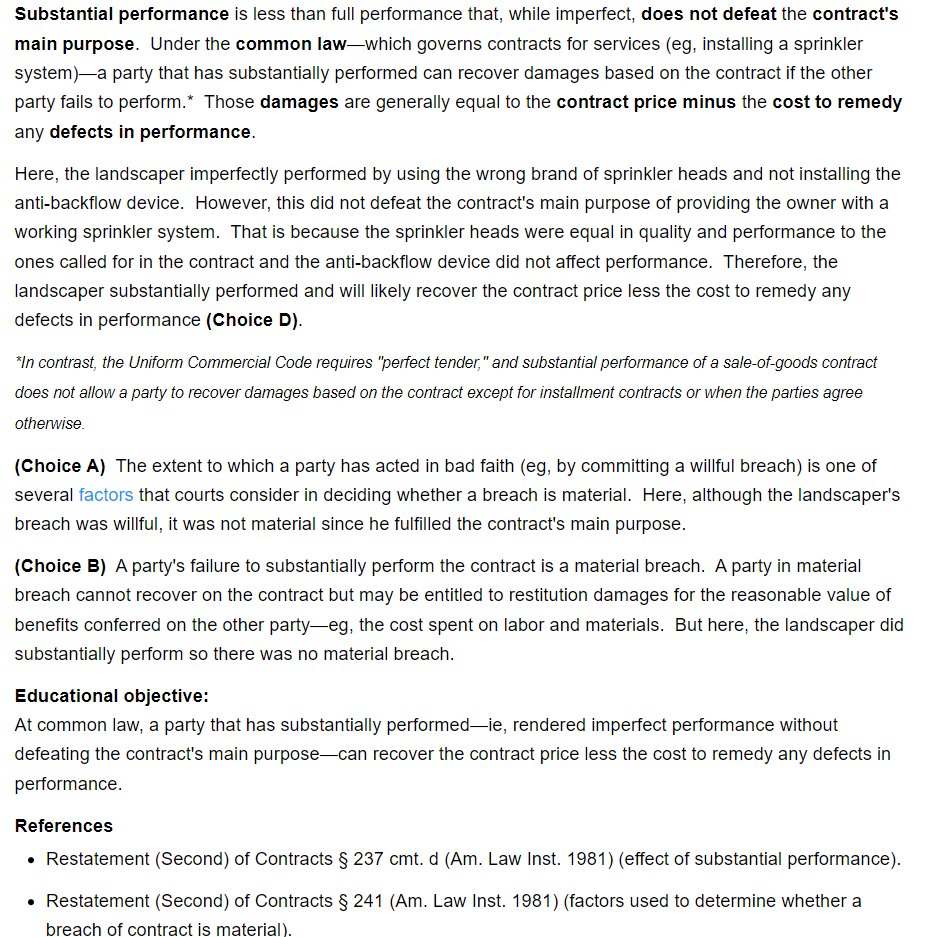 Substantial performance is less than full performance that, while imperfect, does not defeat the contract's
main purpose.  Under the common law—which governs contracts for services (eg, installing a sprinkler
system)—a party that has substantially performed can recover damages based on the contract if the other
party fails to perform.*  Those damages are generally equal to the contract price minus the cost to remedy
any defects in performance.
Here, the landscaper imperfectly performed by using the wrong brand of sprinkler heads and not installing the
anti-backflow device.  However, this did not defeat the contract's main purpose of providing the owner with a
working sprinkler system.  That is because the sprinkler heads were equal in quality and performance to the
ones called for in the contract and the anti-backflow device did not affect performance.  Therefore, the
landscaper substantially performed and will likely recover the contract price less the cost to remedy any
defects in performance (Choice D).
*In contrast, the Uniform Commercial Code requires "perfect tender," and substantial performance of a sale-of-goods contract
does not allow a party to recover damages based on the contract except for installment contracts or when the parties agree
otherwise.
(Choice A)  The extent to which a party has acted in bad faith (eg, by committing a willful breach) is one of
several factors that courts consider in deciding whether a breach is material.  Here, although the landscaper's
breach was willful, it was not material since he fulfilled the contract's main purpose.
(Choice B)  A party's failure to substantially perform the contract is a material breach.  A party in material
breach cannot recover on the contract but may be entitled to restitution damages for the reasonable value of
benefits conferred on the other party—eg, the cost spent on labor and materials.  But here, the landscaper did
substantially perform so there was no material breach.
Educational objective:
At common law, a party that has substantially performed—ie, rendered imperfect performance without
defeating the contract's main purpose—can recover the contract price less the cost to remedy any defects in
performance.
References
• Restatement (Second) of Contracts § 237 cmt. d (Am. Law Inst. 1981) (effect of substantial performance).
• Restatement (Second) of Contracts § 241 (Am. Law Inst. 1981) (factors used to determine whether a
breach of contract is material).